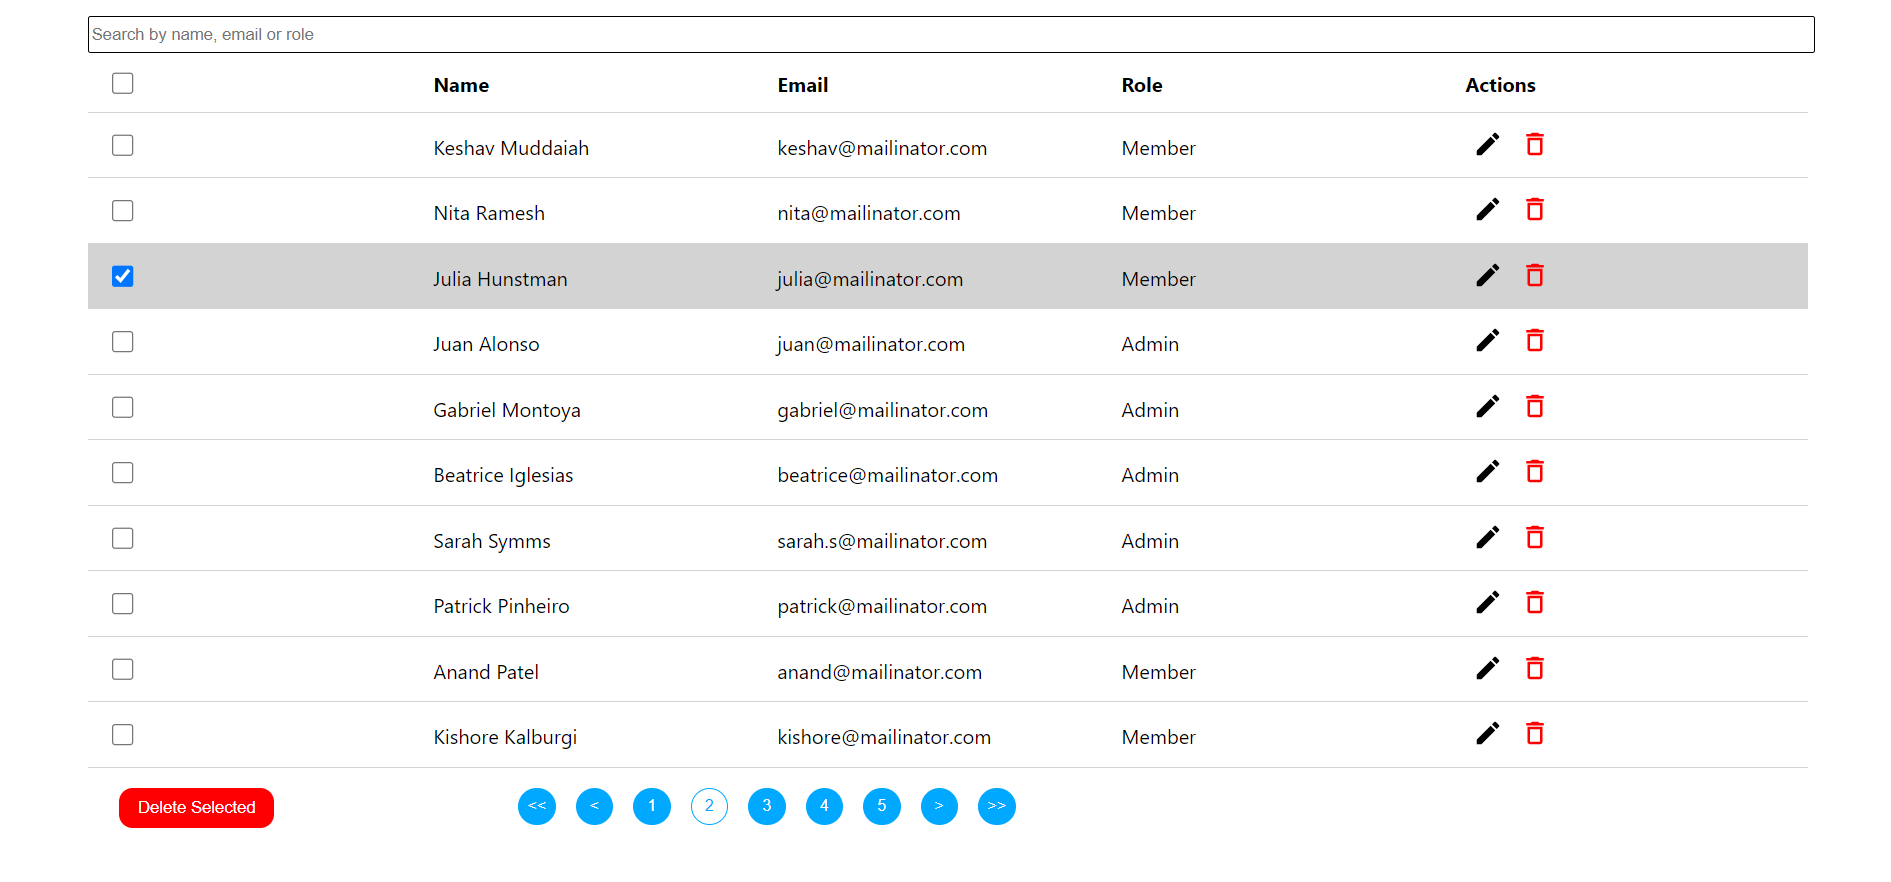 Search by name, email or role
Name Email Role Actions
Keshav Muddaiah keshav@mailinator.com Member
Nita Ramesh nita@mailinator.com Member
Julia Hunstman julia@mailinator.com Member
Juan Alonso juan@mailinator.com Admin
Gabriel Montoya gabriel@mailinator.com Admin
Beatrice Iglesias beatrice@mailinator.com Admin
Sarah Symms sarah.s@mailinator.com Admin
Patrick Pinheiro patrick@mailinator.com Admin
Anand Patel anand@mailinator.com Member
Kishore Kalburgi kishore@mailinator.com Member
Delete Selected << < 1 2 3 4 5 > >>